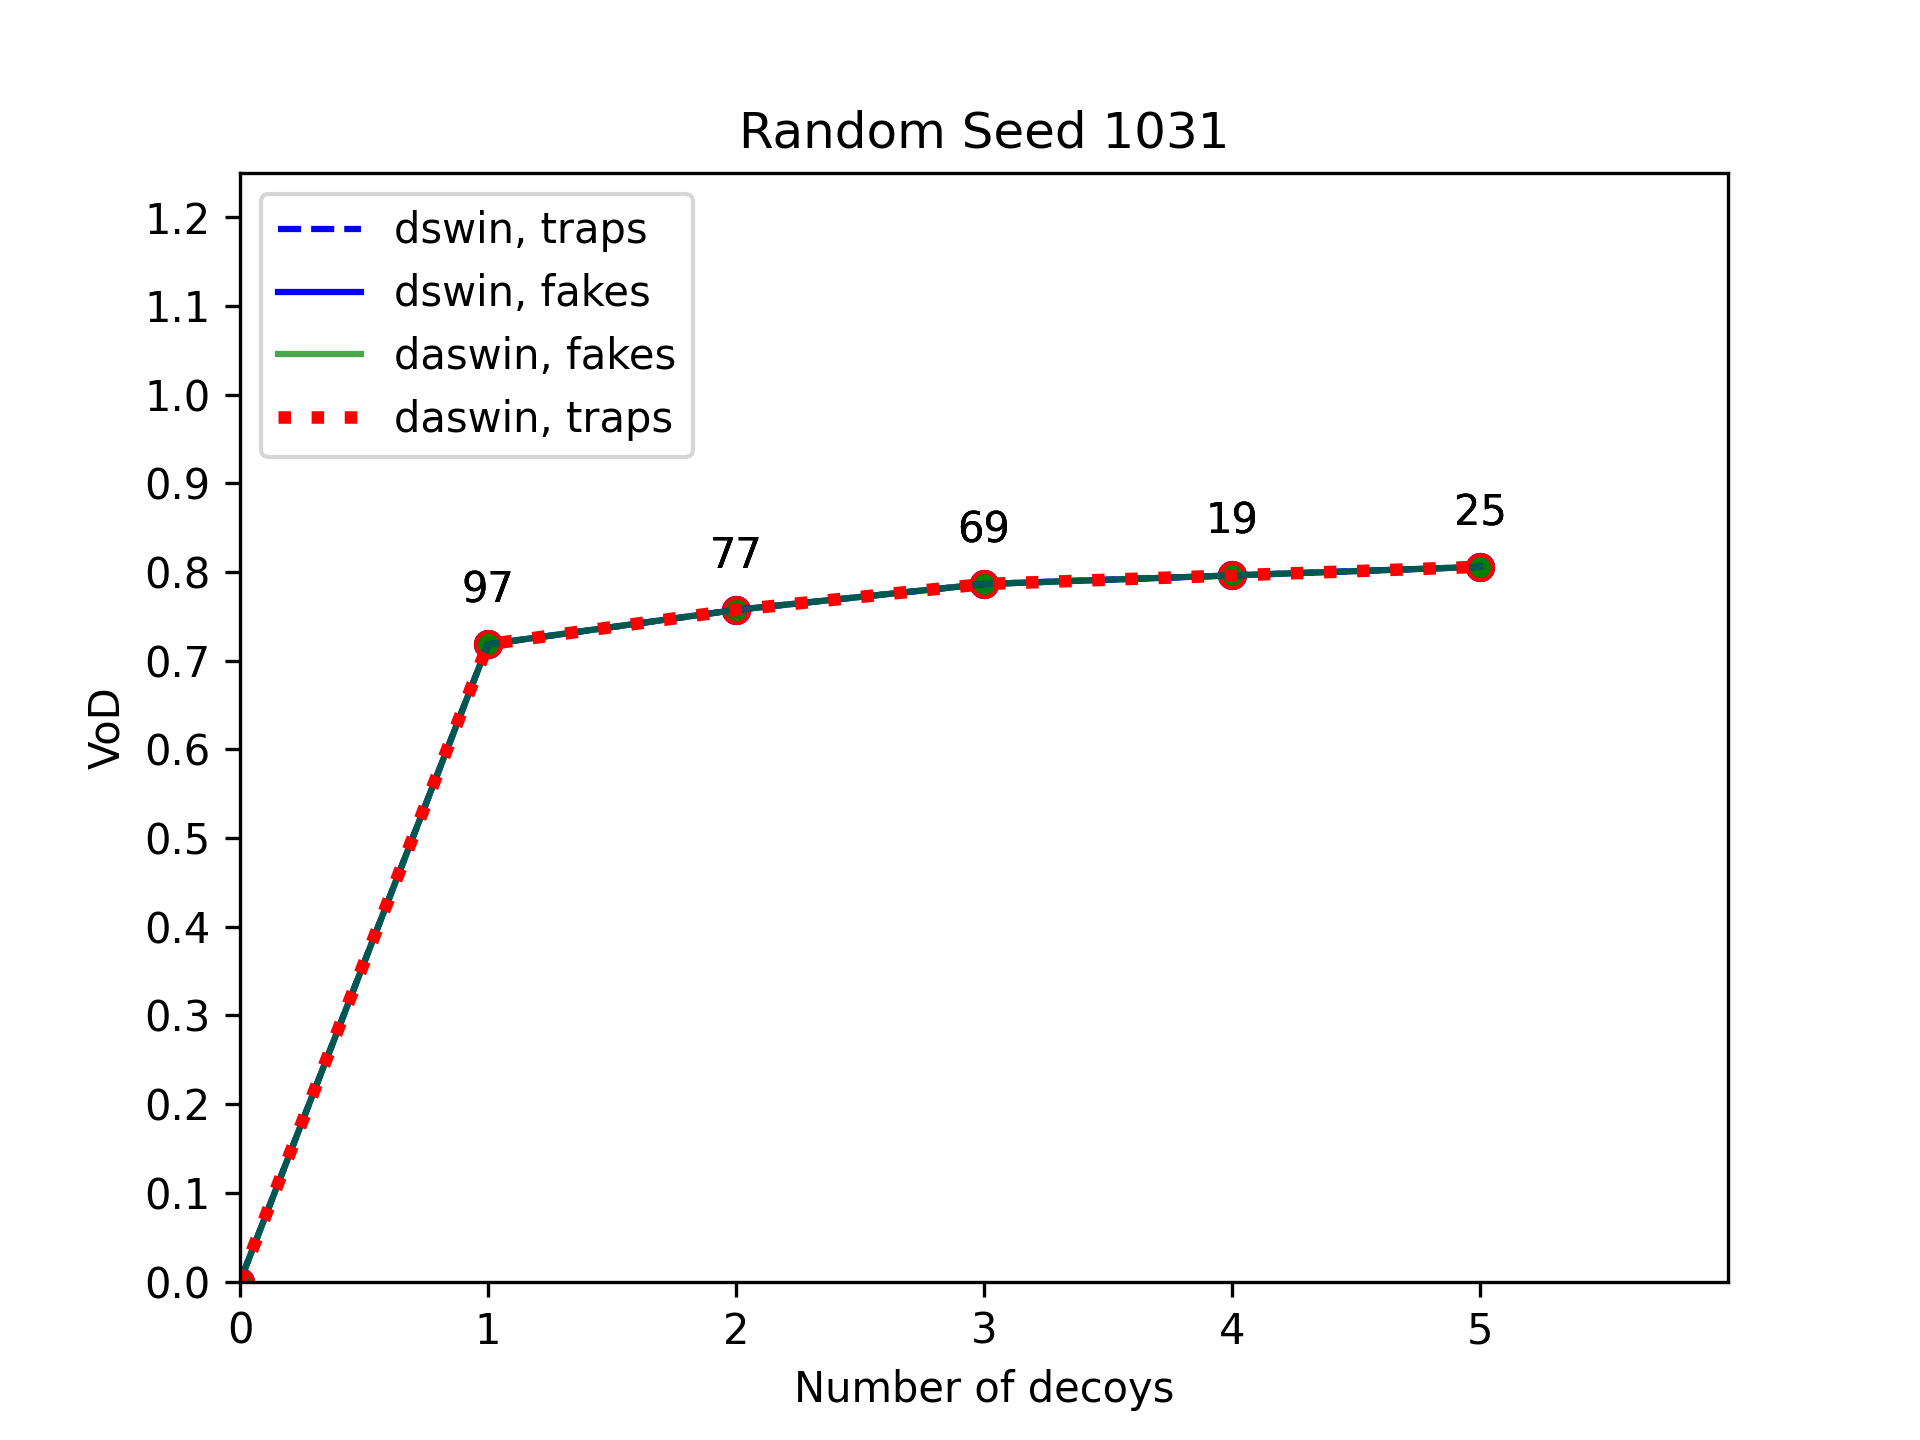 Random Seed 1031
dswin, traps
dswin, fakes
daswin, fakes
daswin, traps
1.2
1.1
1.0
0.9
0.8
0.7
0.6
0.5
0.4
0.3
0.2
0.1
0.0
VoD
97
77
69
19
25
0 1 2 3 4 5
Number of decoys